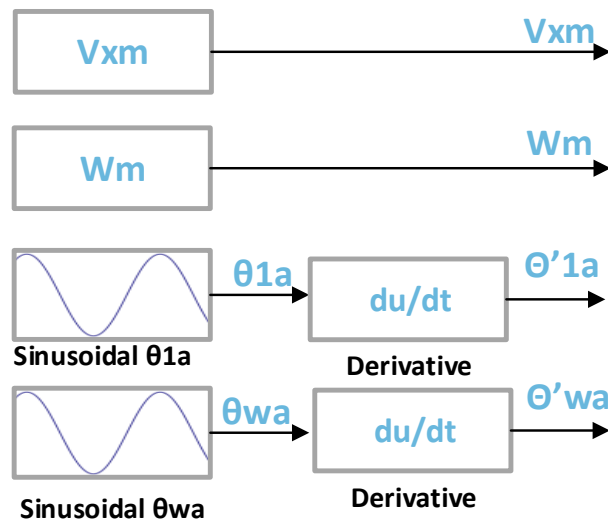 Vxm
Vxm
Wm
Wm
θ1a
du/dt
Θ’1a
Sinusoidal θ1a
Derivative
θwa
du/dt
Θ’wa
Sinusoidal θwa
Derivative